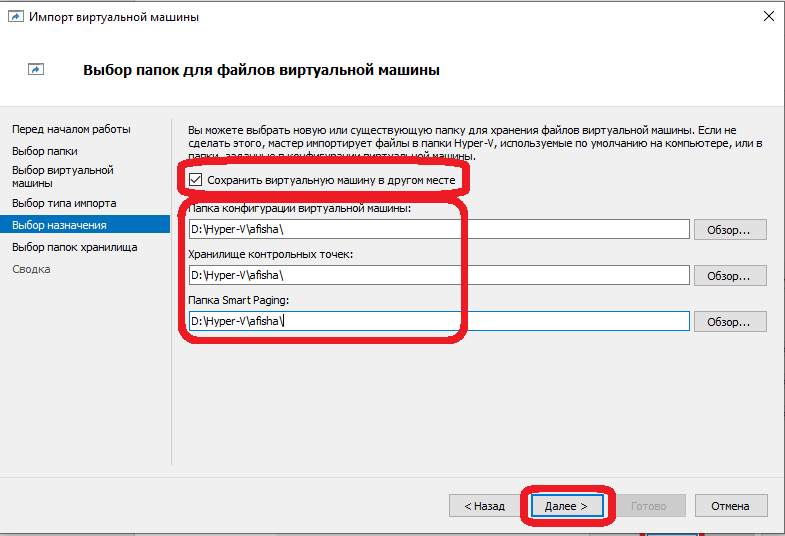 Импорт виртуальной машины
Выбор папок для файлов виртуальной машины
Перед началом работы
Выбор папки
Выбор виртуальной
машины
Выбор типа импорта
Выбор назначения
Выбор папок хранилища
Сводка
Вы можете выбрать новую или существующую папку для хранения файлов виртуальной машины. Если не
сделать этого, мастер импортирует файлы в папки Hyper-V, используемые по умолчанию на компьютере, или в
папки, заданные в конфигурации виртуальной машины.
Сохранить виртуальную машину в другом месте
Папка конфигурации виртуальной машины:
D:\Hyper-V\afisha\
Обзор...
Хранилище контрольных точек:
D:\Hyper-V\afisha\
Обзор...
Папка Smart Paging:
D:\Hyper-V\afisha\
Обзор...
< Назад
Далее >
Готово
Отмена